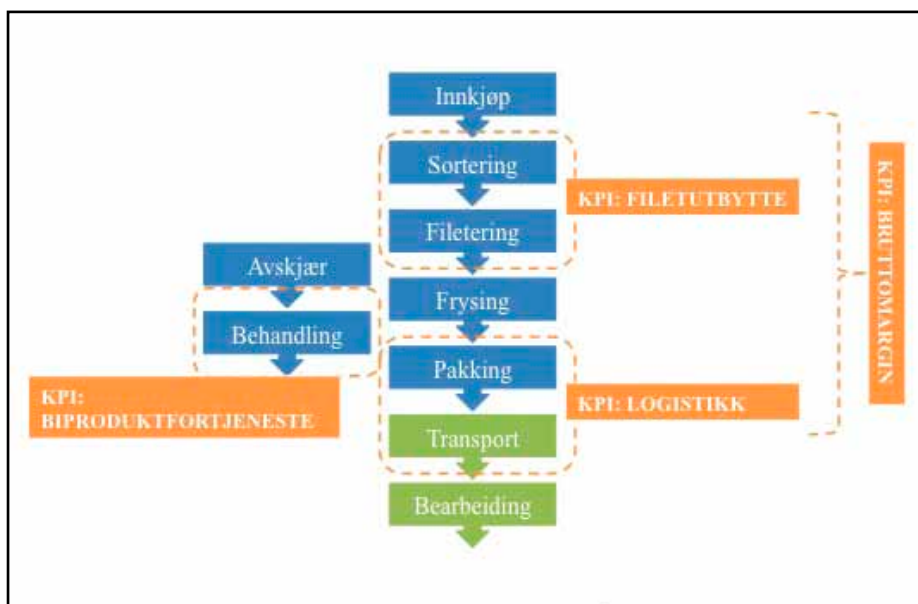 Innkjøp
Sortering
KPI: FILETUTBYTTE
Filetering
Avskjær
Frysing
Behandling
Pakking
KPI:
BIPRODUKTFORTJENESTE
KPI: LOGISTIKK
Transport
Bearbeiding
KPI: BRUTTOMARGIN